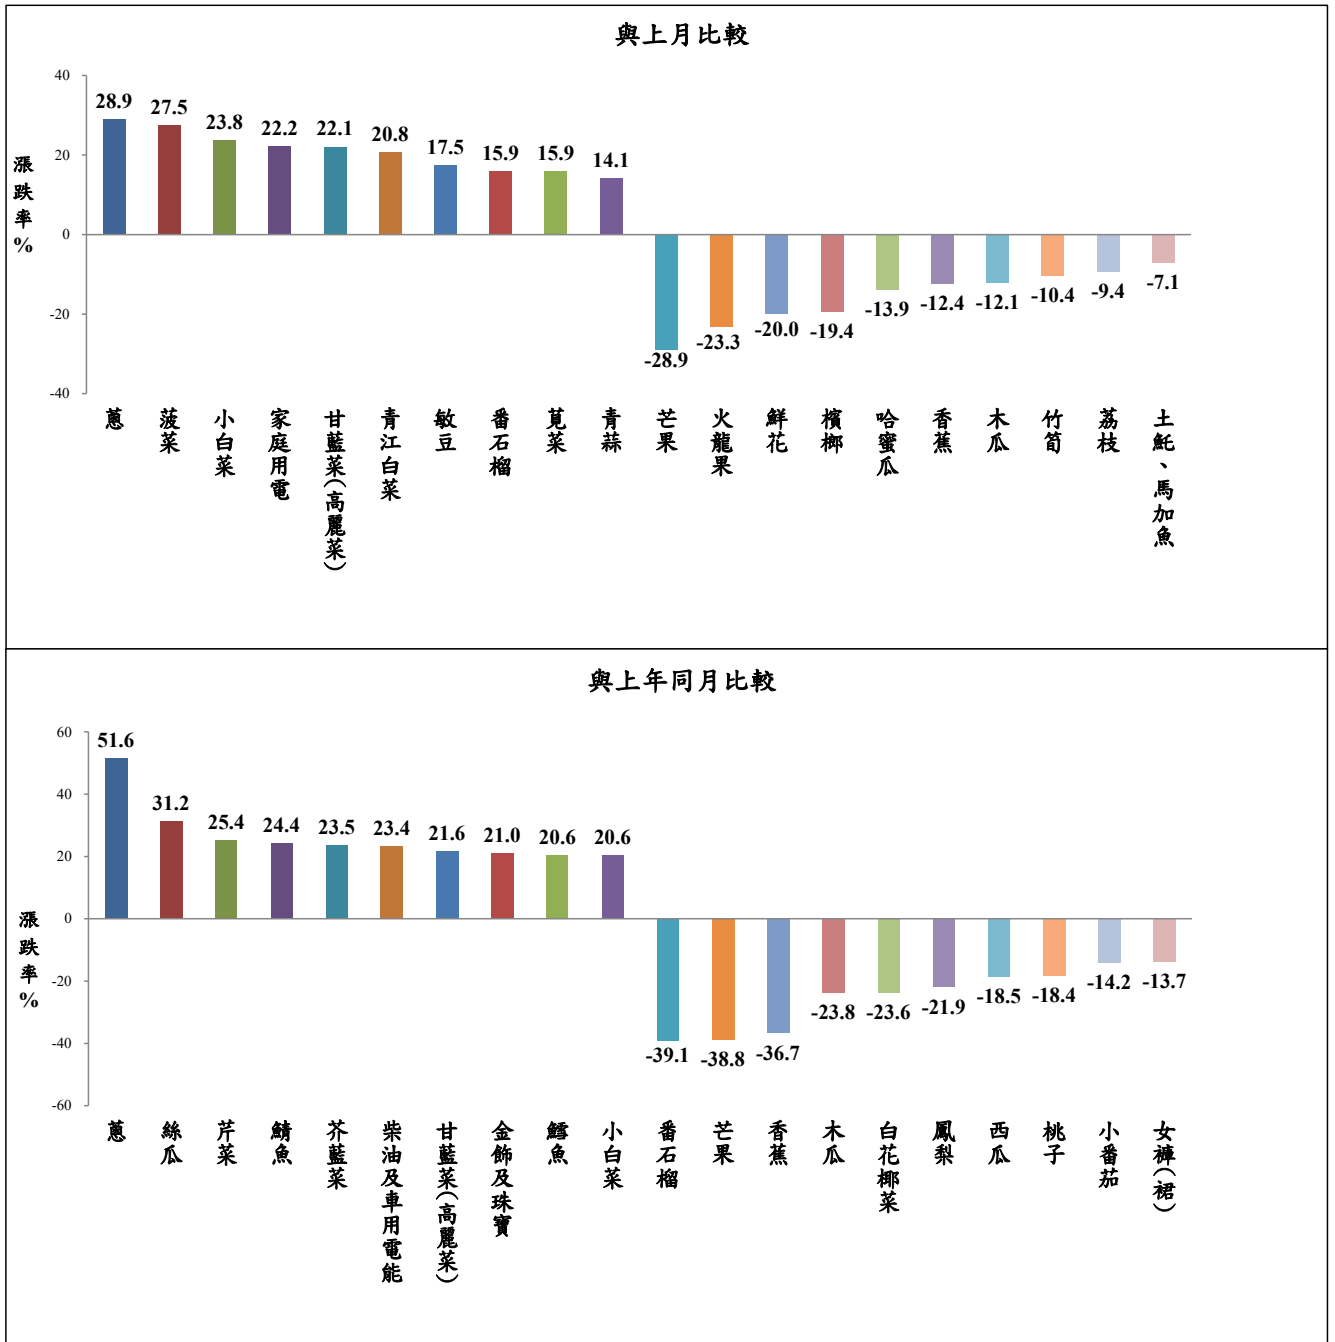 與上月比較
漲跌率%
40
20
0
-20
-40
28.9
27.5
23.8
22.2
22.1
20.8
17.5
15.9
15.9
14.1
-28.9
-23.3
-20.0
-19.4
-13.9
-12.4
-12.1
-10.4
-9.4
-7.1
蔥
菠菜
小白菜
家庭用電
甘藍菜(高麗菜)
青江白菜
敏豆
番石榴
莧菜
青蒜
芒果
火龍果
鮮花
檳榔
哈蜜瓜
香蕉
木瓜
竹筍
荔枝
土魠、馬加魚
與上年同月比較
漲跌率%
60
40
20
0
-20
-40
-60
51.6
31.2
25.4
24.4
23.5
23.4
21.6
21.0
20.6
20.6
-39.1
-38.8
-36.7
-23.8
-23.6
-21.9
-18.5
-18.4
-14.2
-13.7
蔥
絲瓜
芹菜
鯖魚
芥藍菜
柴油及車用電能
甘藍菜(高麗菜)
金飾及珠寶
鱈魚
小白菜
番石榴
芒果
香蕉
木瓜
白花椰菜
鳳梨
西瓜
桃子
小番茄
女褲(裙)